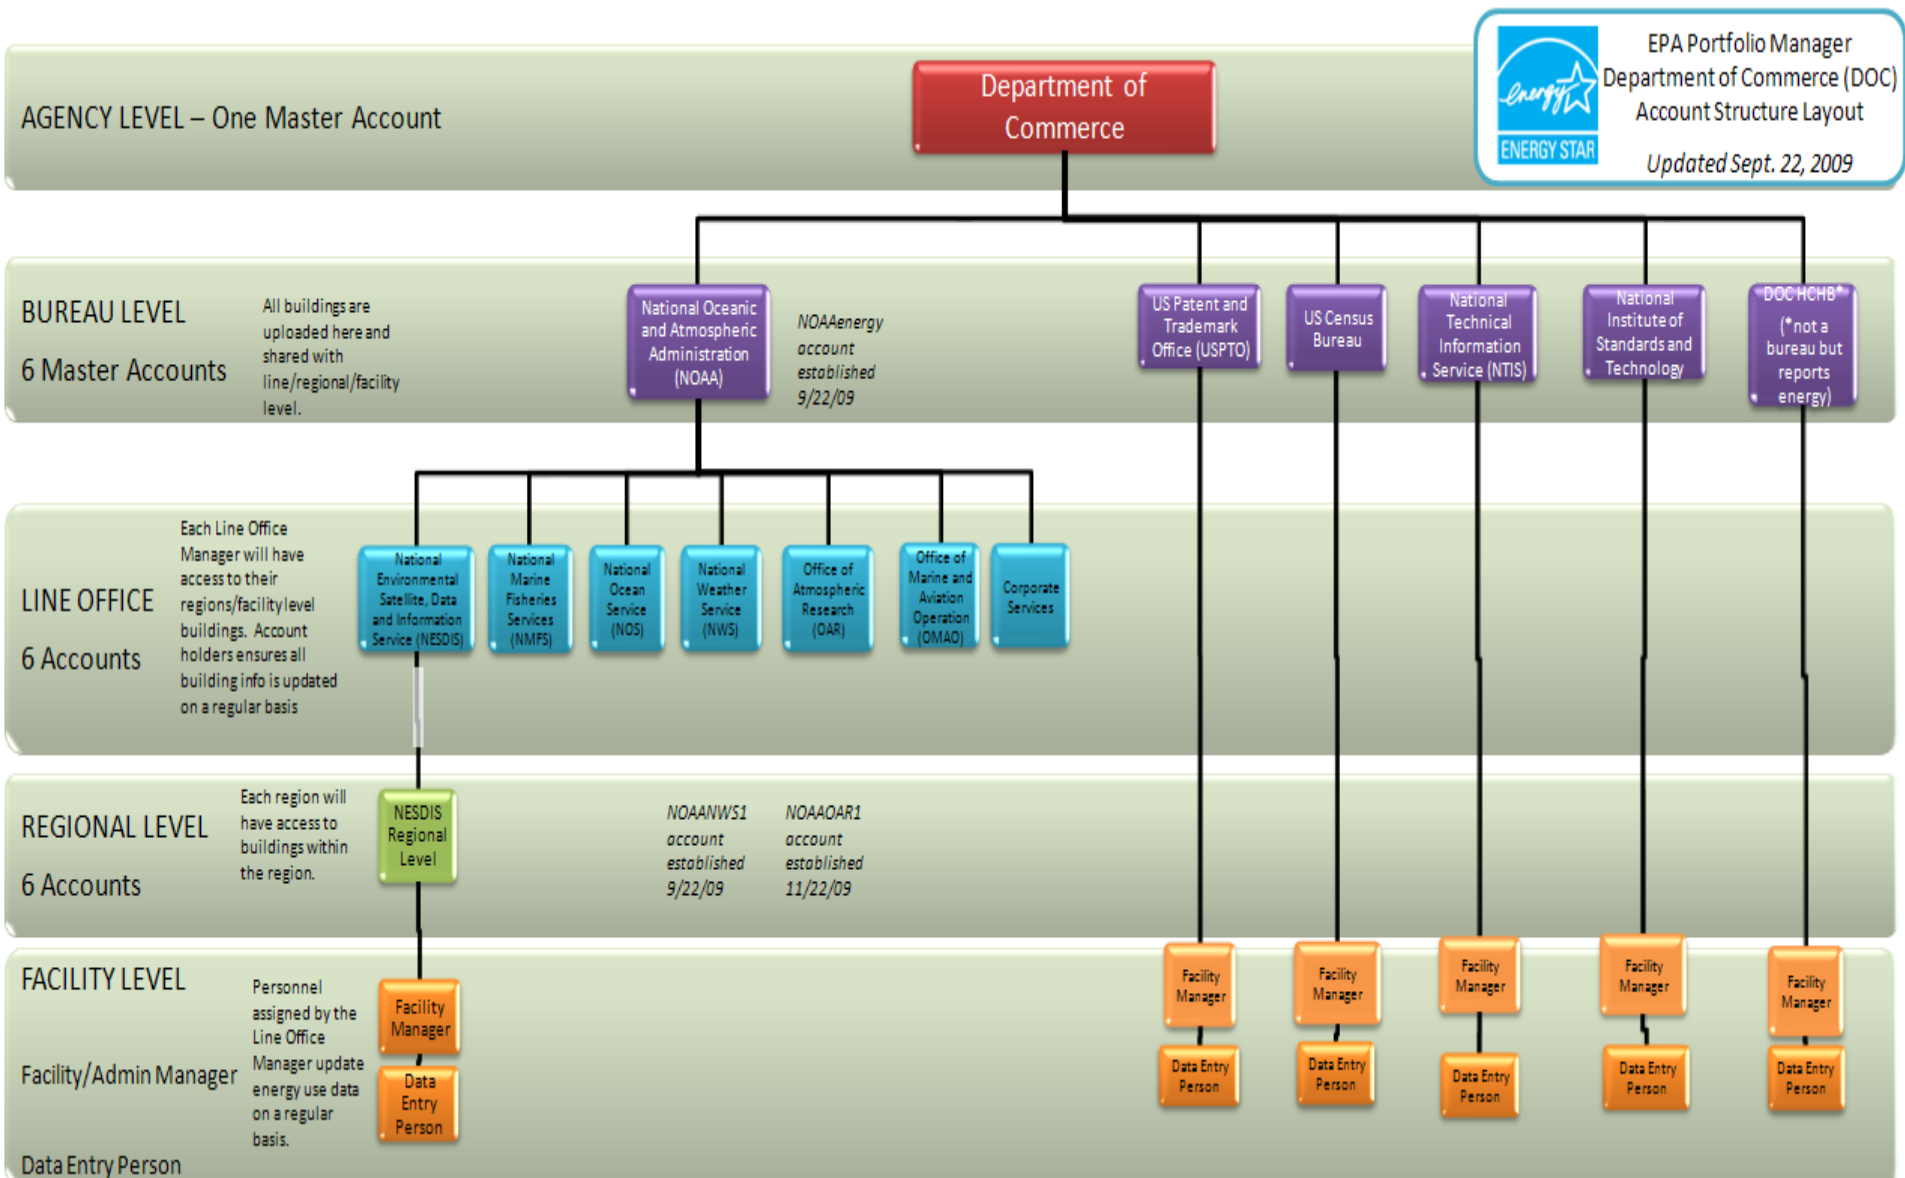 EPA Portfolio Manager
Department of Commerce (DOC)
Account Structure Layout
Updated Sept. 22, 2009
energy
ENERGY STAR
AGENCY LEVEL – One Master Account
Department of
Commerce
BUREAU LEVEL
6 Master Accounts
All buildings are
uploaded here and
shared with
line/regional/facility
level.
National Oceanic
and Atmospheric
Administration
(NOAA)
NOAAenergy
account
established
9/22/09
US Patent and
Trademark
Office (USPTO)
US Census
Bureau
National
Technical
Information
Service (NTIS)
National
Institute of
Standards and
Technology
DOC HCHB*
(*not a
bureau but
reports
energy)
LINE OFFICE
6 Accounts
Each Line Office
Manager will have
access to their
regions/facility level
buildings. Account
holders ensures all
building info is updated
on a regular basis
National
Environmental
Satellite, Data
and Information
Service (NESDIS)
National
Marine
Fisheries
Services
(NMFS)
National
Ocean
Service
(NOS)
National
Weather
Service
(NWS)
Office of
Atmospheric
Research
(OAR)
Office of
Marine and
Aviation
Operation
(OMAO)
Corporate
Services
REGIONAL LEVEL
6 Accounts
Each region will
have access to
buildings within
the region.
NESDIS
Regional
Level
NOAANWS1
account
established
9/22/09
NOAAOAR1
account
established
11/22/09
FACILITY LEVEL
Facility/Admin Manager
Data Entry Person
Personnel
assigned by the
Line Office
Manager update
energy use data
on a regular
basis.
Facility
Manager
Data
Entry
Person
Facility
Manager
Data Entry
Person
Facility
Manager
Data Entry
Person
Facility
Manager
Data Entry
Person
Facility
Manager
Data Entry
Person
Facility
Manager
Data Entry
Person